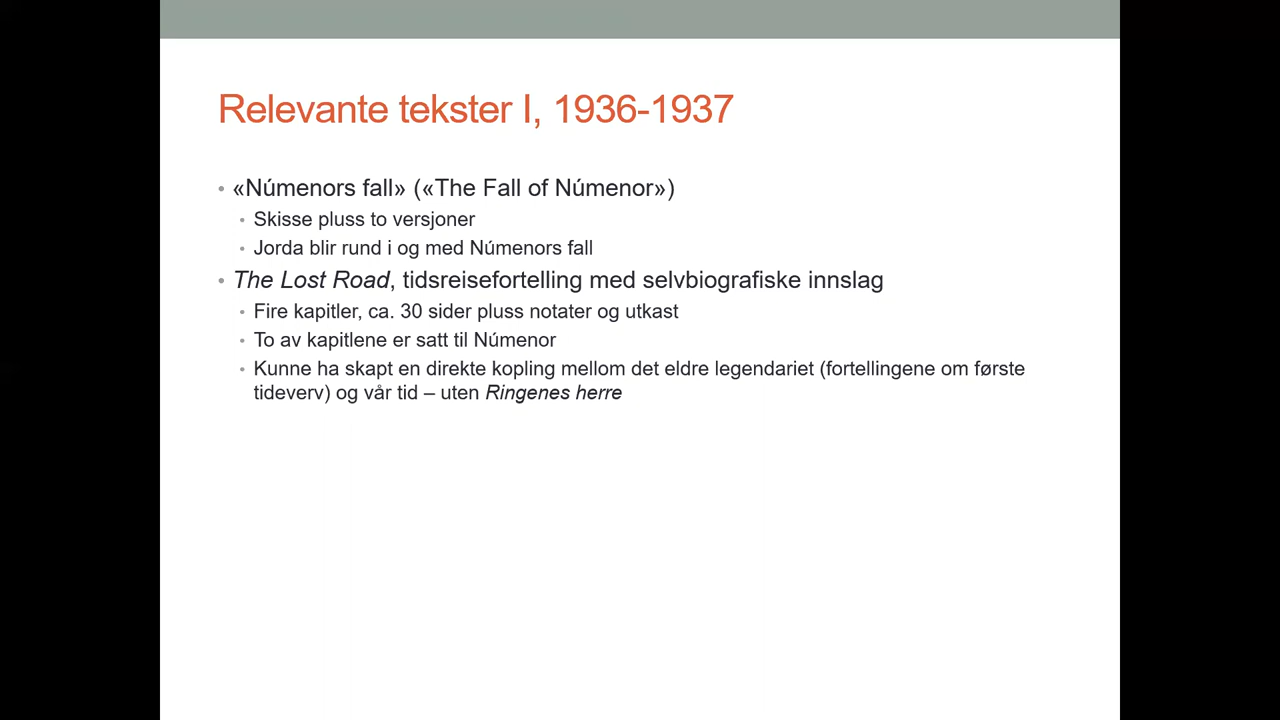 Relevante tekster I, 1936-1937
• «Númenors fall» («The Fall of Númenor»)
• Skisse pluss to versjoner
• Jorda blir rund i og med Númenors fall
• The Lost Road, tidsreisefortelling med selvbiografiske innslag
• Fire kapitler, ca. 30 sider pluss notater og utkast
• To av kapitlene er satt til Númenor
• Kunne ha skapt en direkte kopling mellom det eldre legendariet (fortellingene om første
tideverv) og vår tid – uten Ringenes herre